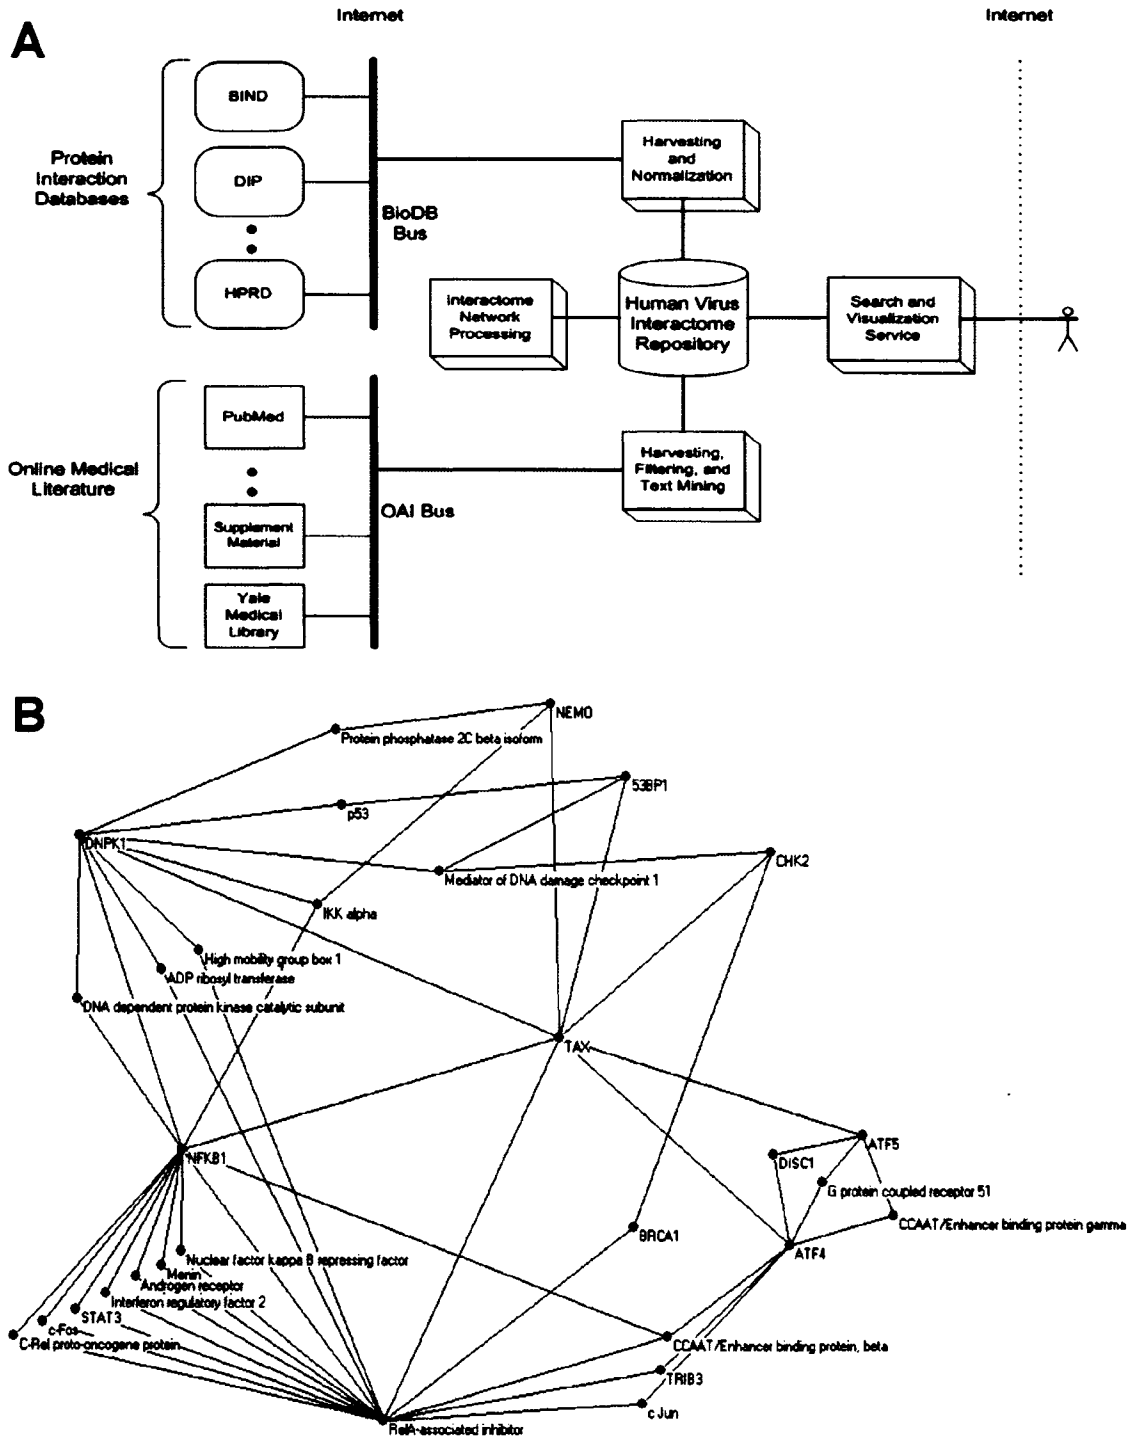 Internet
Internet
A
BIND
Harvesting
and
Normalization
Protein
Interaction
Databases
DIP
BioDB
Bus
HPRD
Interactome
Network
Processing
Human Virus
Interactome
Repository
Search and
Visualization
Service
PubMed
Online Medical
Literature
Harvesting,
Filtering, and
Text Mining
OAI Bus
Supplement
Material
Yale
Medical
Library
B
NEMO
Protein phosphatase 2C beta isoform
53BP1
p53
DNPK1
CHK2
Mediator of DNA damage checkpoint 1
IKK alpha
High mobility group box 1
ADP ribosyl transferase
DNA dependent protein kinase catalytic subunit
TAX
ATF5
NFKB1
DISC1
G protein coupled receptor 51
CCAAT/Enhancer binding protein gamma
BRCA1
ATF4
Nuclear factor kappa B repressing factor
Menin
Androgen receptor
Interferon regulatory factor 2
STAT3
c-Fos
C-Rel proto-oncogene protein
CCAAT/Enhancer binding protein, beta
TRIB3
c Jun
RelA-associated inhibitor